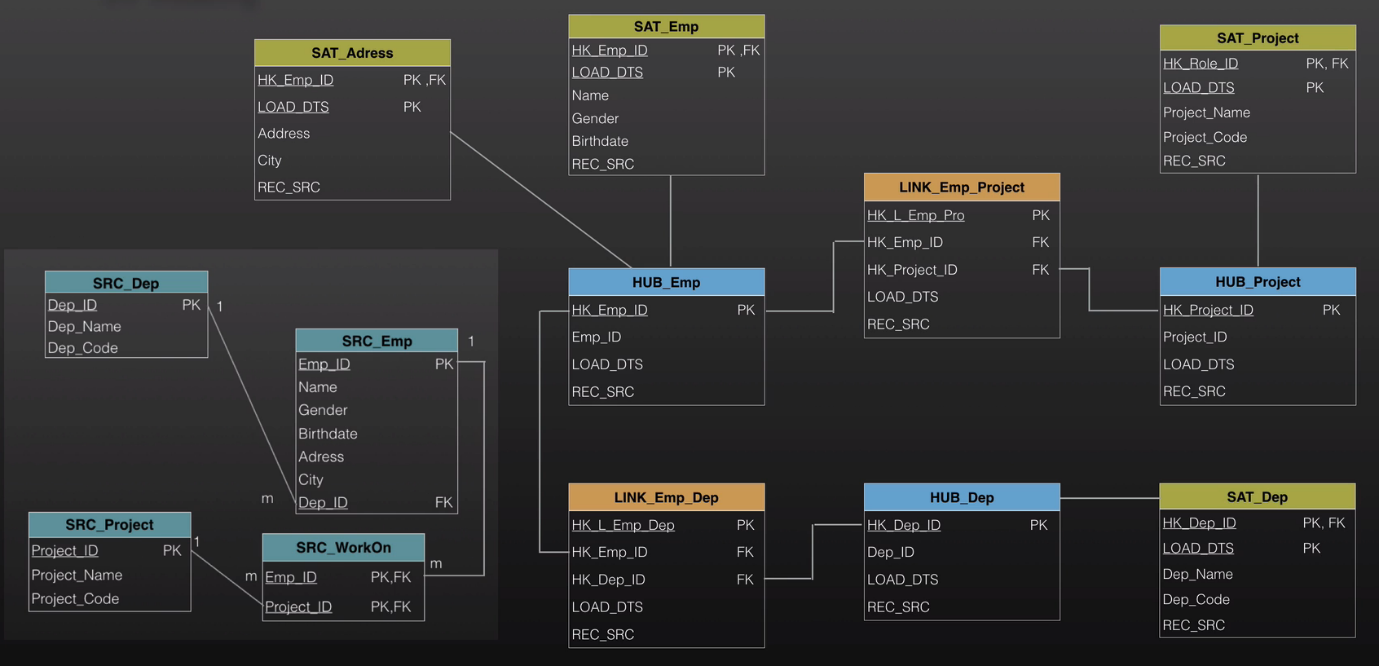 SAT_Adress
HK_Emp_ID PK ,FK
LOAD_DTS PK
Address
City
REC_SRC
SAT_Emp
HK_Emp_ID PK ,FK
LOAD_DTS PK
Name
Gender
Birthdate
REC_SRC
SAT_Project
HK_Role_ID PK, FK
LOAD_DTS PK
Project_Name
Project_Code
REC_SRC
LINK_Emp_Project
HK_L_Emp_Pro PK
HK_Emp_ID FK
HK_Project_ID FK
LOAD_DTS
REC_SRC
HUB_Emp
HK_Emp_ID PK
Emp_ID
LOAD_DTS
REC_SRC
HUB_Project
HK_Project_ID PK
Project_ID
LOAD_DTS
REC_SRC
SRC_Dep
Dep_ID PK 1
Dep_Name
Dep_Code
SRC_Emp 1
Emp_ID PK
Name
Gender
Birthdate
Adress
City
m Dep_ID FK
SRC_Project
Project_ID PK 1
Project_Name
Project_Code
SRC_WorkOn m
m Emp_ID PK,FK
Project_ID PK,FK
LINK_Emp_Dep
HK_L_Emp_Dep PK
HK_Emp_ID FK
HK_Dep_ID FK
LOAD_DTS
REC_SRC
HUB_Dep
HK_Dep_ID PK
Dep_ID
LOAD_DTS
REC_SRC
SAT_Dep
HK_Dep_ID PK, FK
LOAD_DTS PK
Dep_Name
Dep_Code
REC_SRC